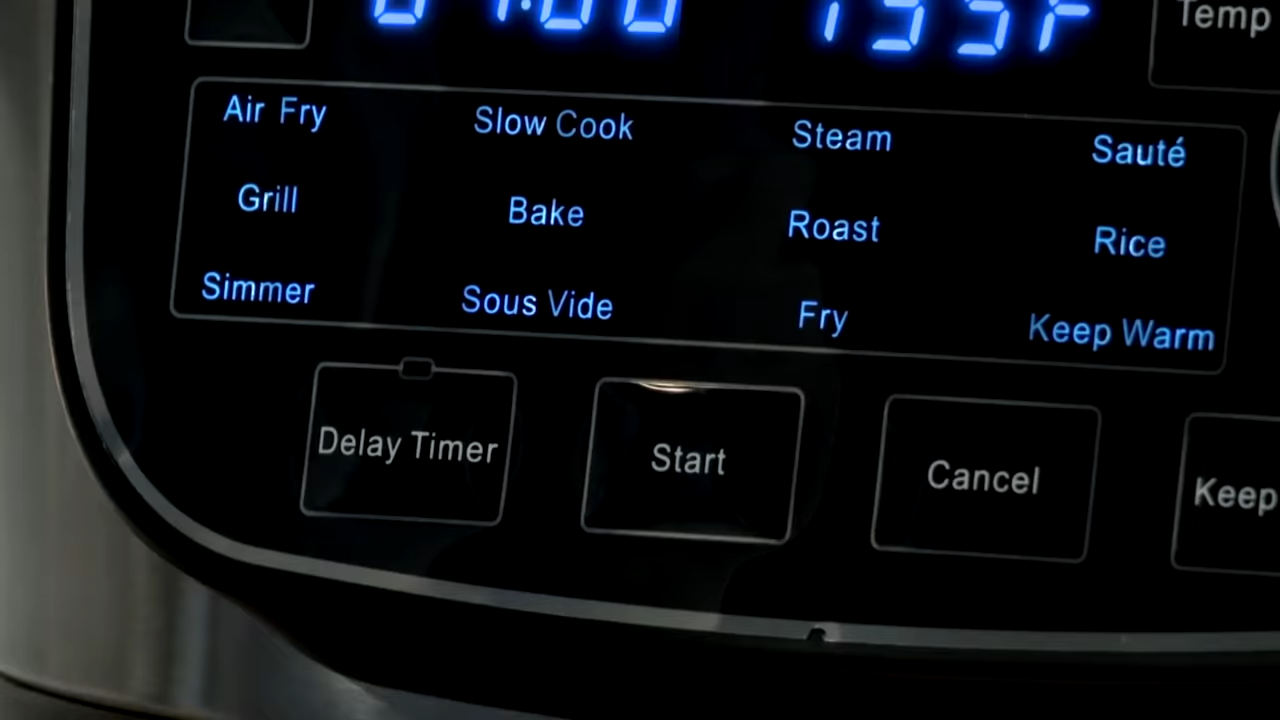 Temp
Air Fry
Slow Cook
Steam
Sauté
Grill
Bake
Roast
Rice
Simmer
Sous Vide
Fry
Keep Warm
Delay Timer
Start
Cancel
Keep